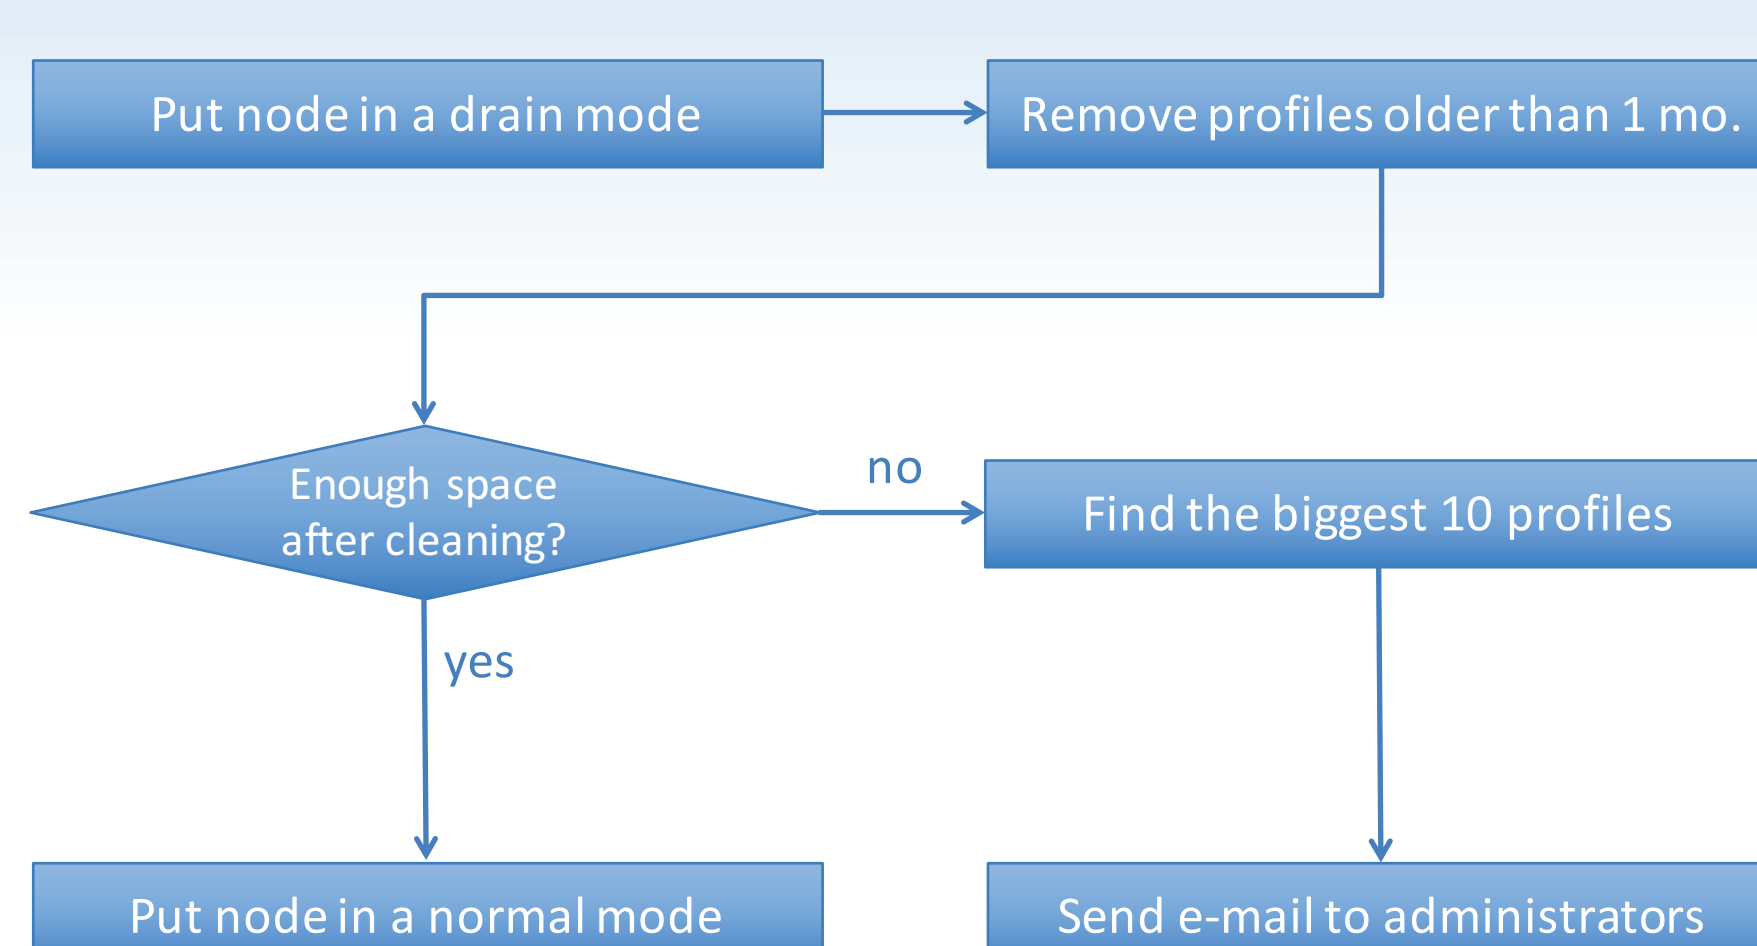 Put node in a drain mode
Remove profiles older than 1 mo.
Enough space
after cleaning?
no
Find the biggest 10 profiles
yes
Put node in a normal mode
Send e-mail to administrators